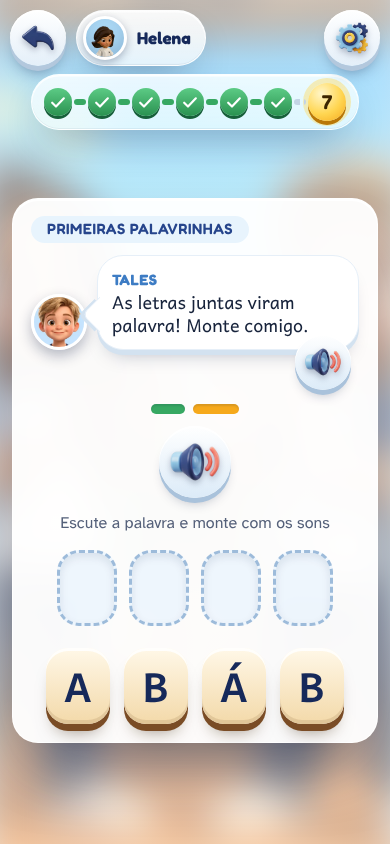 Helena
7
PRIMEIRAS PALAVRINHAS
TALES
As letras juntas viram
palavra! Monte comigo.
Escute a palavra e monte com os sons
A B Á B